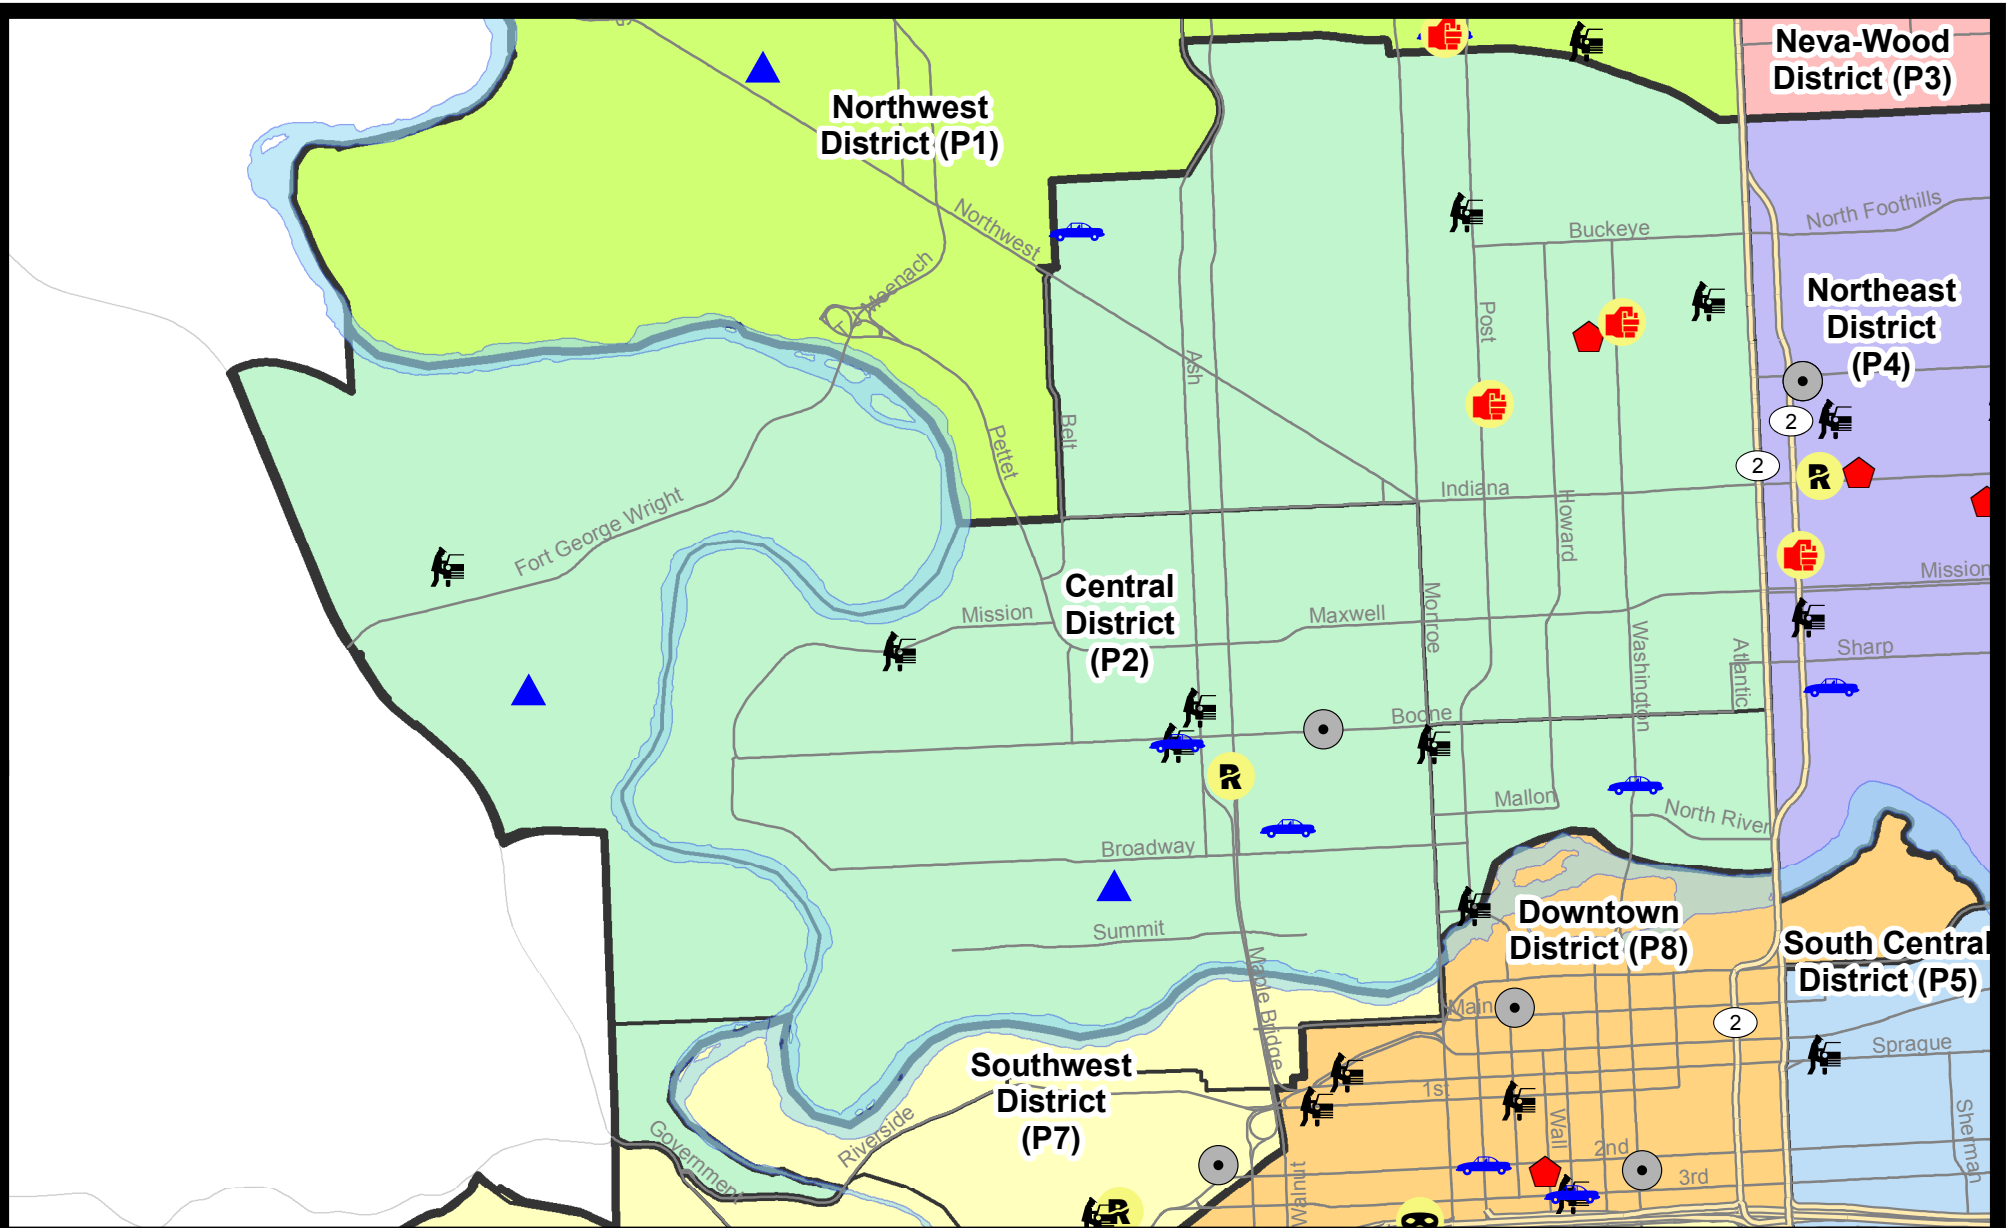 Neva-Wood
District (P3)
Northwest
District (P1)
North Foothills
Northwest
Buckeye
T J Meenach
Northeast
District
(P4)
Post
Ash
Belt
2
2
Pettet
Indiana
Howard
Fort George Wright
Mission
Central
District
(P2)
Mission
Maxwell
Monroe
Washington
Atlantic
Sharp
Boone
R
R
Mallon
North River
Broadway
Summit
Downtown
District (P8)
South Central
District (P5)
Maple Bridge
Main
2
Sprague
Southwest
District
(P7)
1st
Wall
2nd
3rd
Sherman
Riverside
Government
Walnut
R